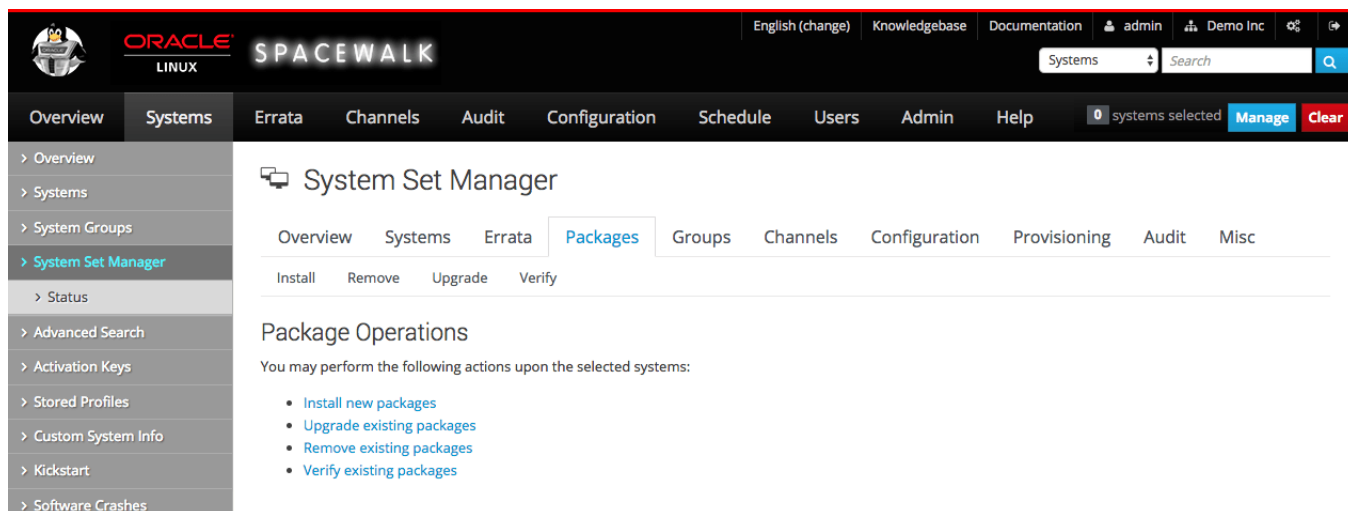 English (change) Knowledgebase Documentation admin Demo Inc
ORACLE
LINUX
SPACEWALK
Systems Search
Overview Systems Errata Channels Audit Configuration Schedule Users Admin Help 0 systems selected Manage Clear
> Overview
> Systems
> System Groups
> System Set Manager
> Status
> Advanced Search
> Activation Keys
> Stored Profiles
> Custom System Info
> Kickstart
> Software Crashes
System Set Manager
Overview Systems Errata Packages Groups Channels Configuration Provisioning Audit Misc
Install Remove Upgrade Verify
Package Operations
You may perform the following actions upon the selected systems:
• Install new packages
• Upgrade existing packages
• Remove existing packages
• Verify existing packages